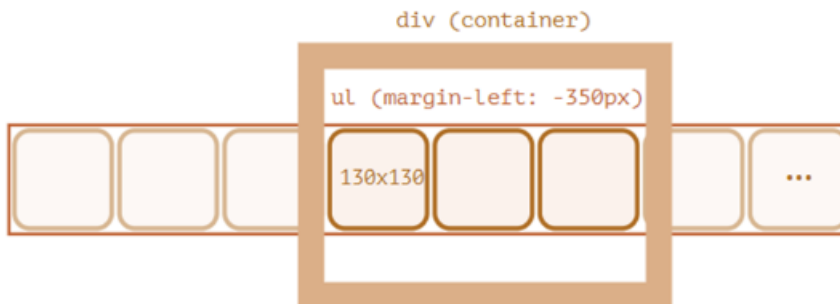 div (container)
ul (margin-left: -350px)
130x130
...